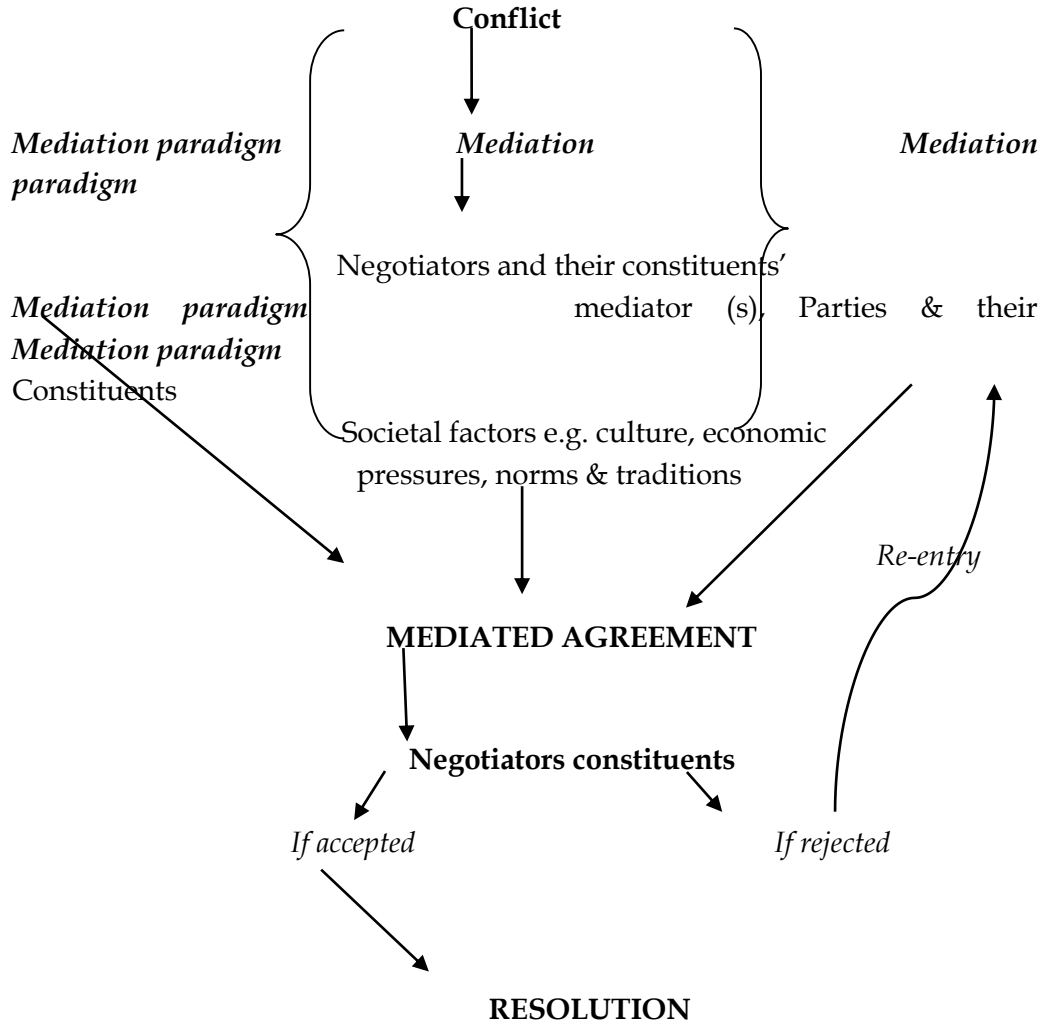 Conflict
Mediation paradigm Mediation Mediation
paradigm
Negotiators and their constituents’
Mediation paradigm mediator (s), Parties & their
Mediation paradigm
Constituents
Societal factors e.g. culture, economic
pressures, norms & traditions
Re-entry
MEDIATED AGREEMENT
Negotiators constituents
If accepted If rejected
RESOLUTION